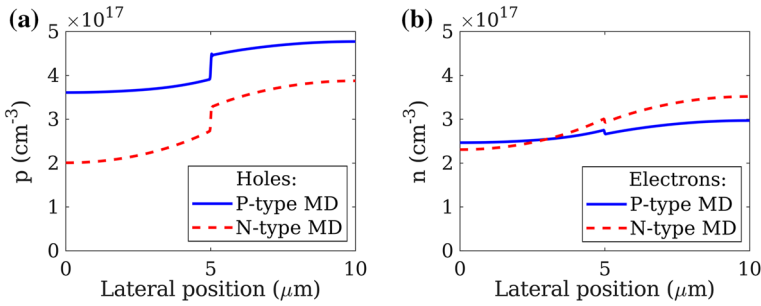 (a)
×10^17
5
4
3
2
1
0
p (cm^-3)
Holes:
P-type MD
N-type MD
0
5
10
Lateral position (μm)
(b)
×10^17
5
4
3
2
1
0
n (cm^-3)
Electrons:
P-type MD
N-type MD
0
5
10
Lateral position (μm)